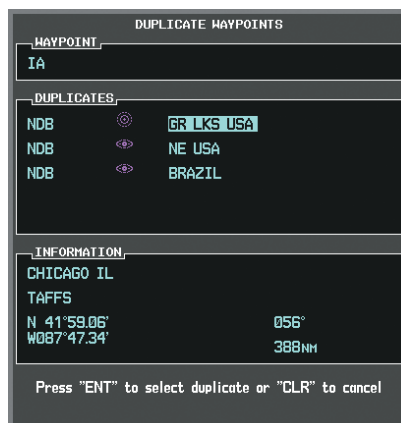 DUPLICATE WAYPOINTS
WAYPOINT
IA
DUPLICATES
NDB GR LKS USA
NDB NE USA
NDB BRAZIL
INFORMATION
CHICAGO IL
TAFFS
N 41°59.06' 056°
W087°47.34' 388NM
Press "ENT" to select duplicate or "CLR" to cancel